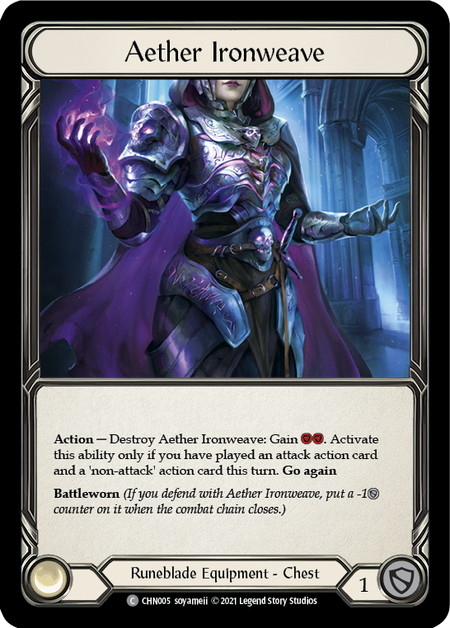 Aether Ironweave
Action — Destroy Aether Ironweave: Gain . Activate
this ability only if you have played an attack action card
and a 'non-attack' action card this turn. Go again
Battleworn (If you defend with Aether Ironweave, put a -1
counter on it when the combat chain closes.)
Runeblade Equipment - Chest
1
C CHN005 soyameii © 2021 Legend Story Studios